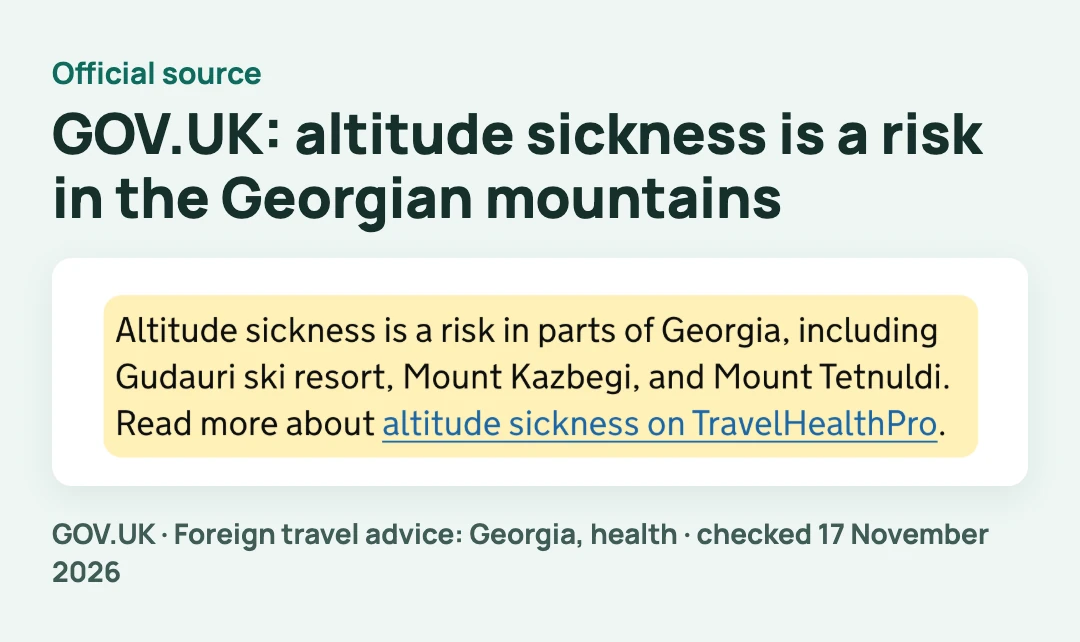 Official source
GOV.UK: altitude sickness is a risk
in the Georgian mountains
Altitude sickness is a risk in parts of Georgia, including
Gudauri ski resort, Mount Kazbegi, and Mount Tetnuldi.
Read more about altitude sickness on TravelHealthPro.
GOV.UK · Foreign travel advice: Georgia, health · checked 17 November
2026